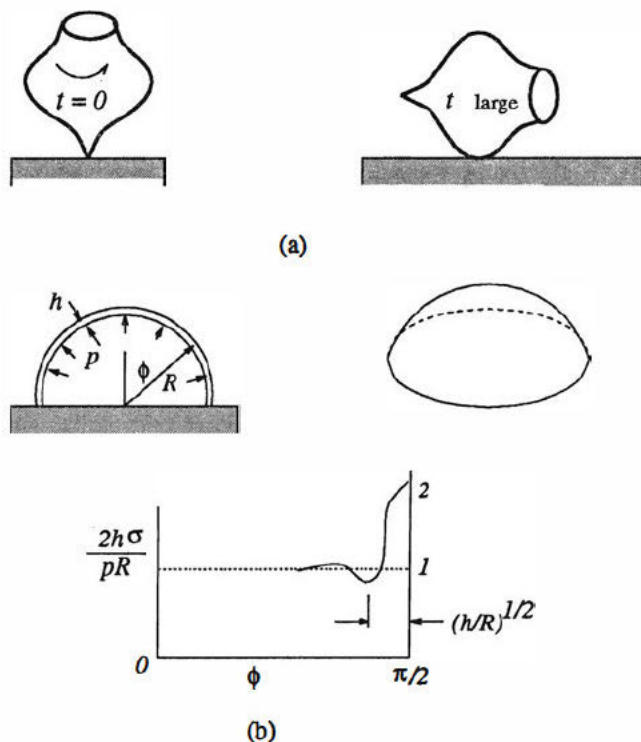 t = 0
t large
(a)
h
p
ϕ
R
2hσ
pR
2
1
(h/R)^{1/2}
0
ϕ
π/2
(b)